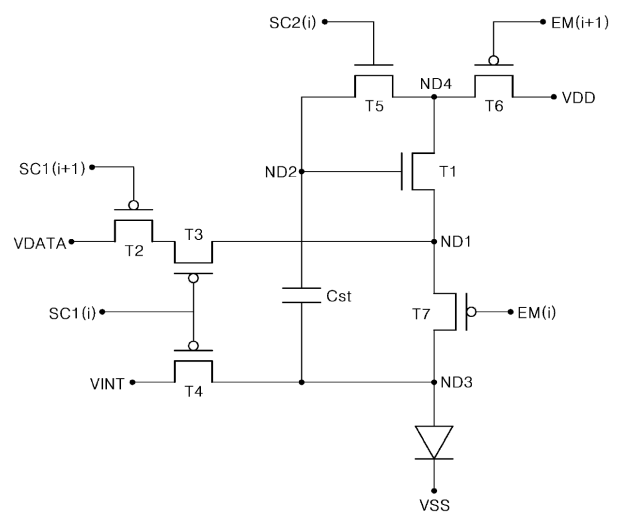 SC2(i)
EM(i+1)
ND4
T5
T6
VDD
SC1(i+1)
ND2
T1
T3
VDATA
T2
ND1
Cst
SC1(i)
T7
EM(i)
VINT
T4
ND3
VSS